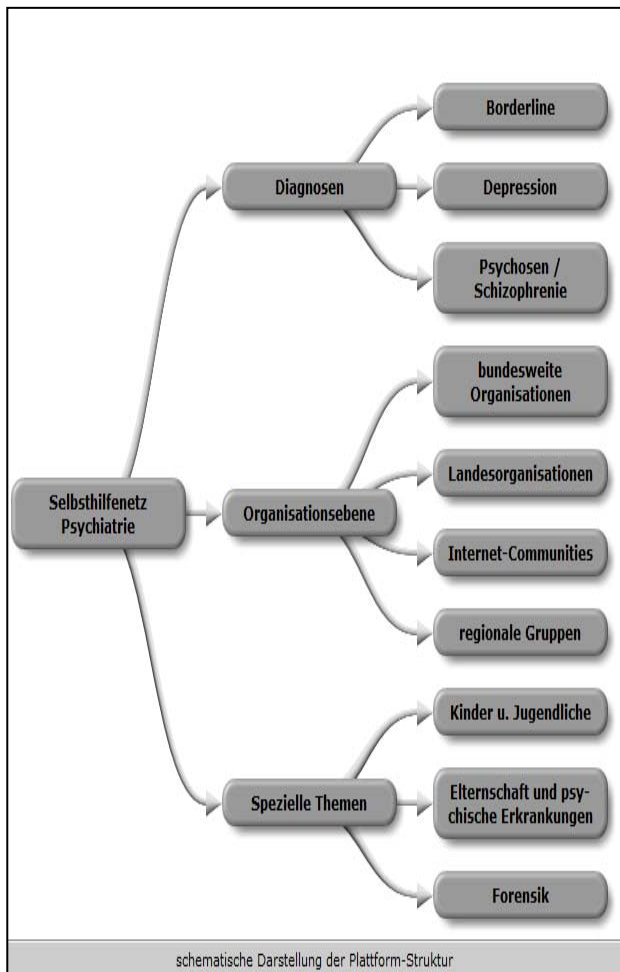 Borderline
Diagnosen
Depression
Psychosen /
Schizophrenie
bundesweite
Organisationen
Selbsthilfenetz
Psychiatrie
Organisationsebene
Landesorganisationen
Internet-Communities
regionale Gruppen
Kinder u. Jugendliche
Spezielle Themen
Elternschaft und psy-
chische Erkrankungen
Forensik
schematische Darstellung der Plattform-Struktur